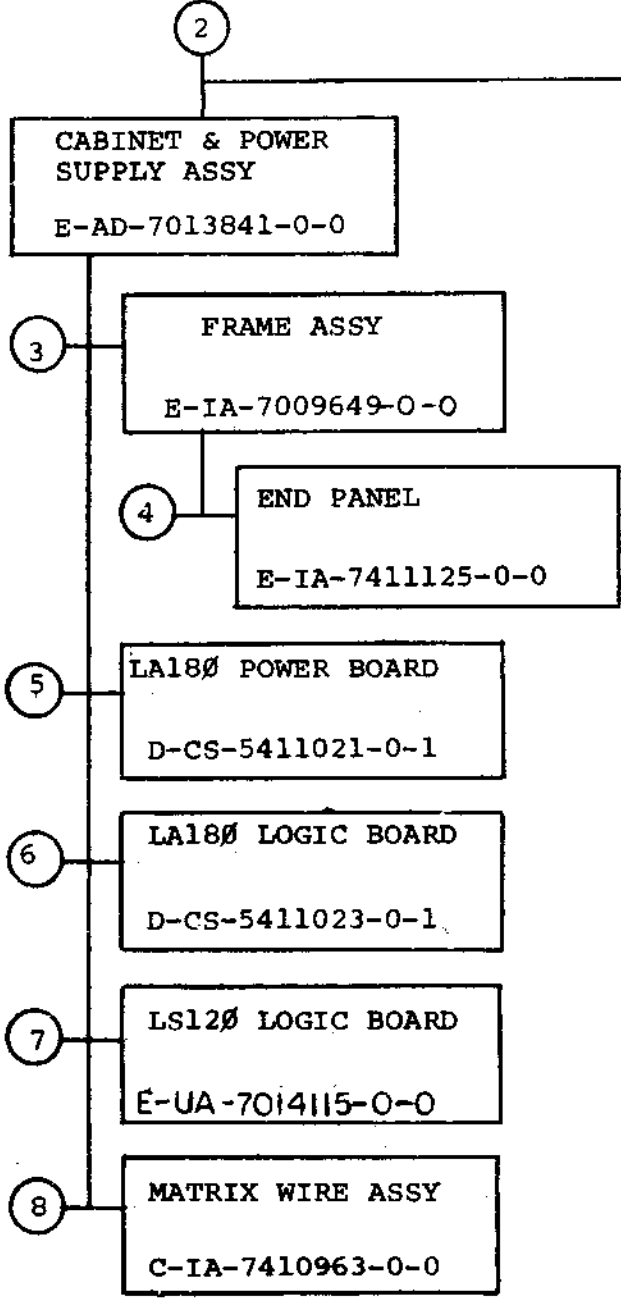 2
CABINET & POWER
SUPPLY ASSY
E-AD-7013841-0-0
3
FRAME ASSY
E-IA-7009649-0-0
4
END PANEL
E-IA-7411125-0-0
5
LA18Ø POWER BOARD
D-CS-5411021-0-1
6
LA18Ø LOGIC BOARD
D-CS-5411023-0-1
7
LS12Ø LOGIC BOARD
E-UA-7014115-0-0
8
MATRIX WIRE ASSY
C-IA-7410963-0-0